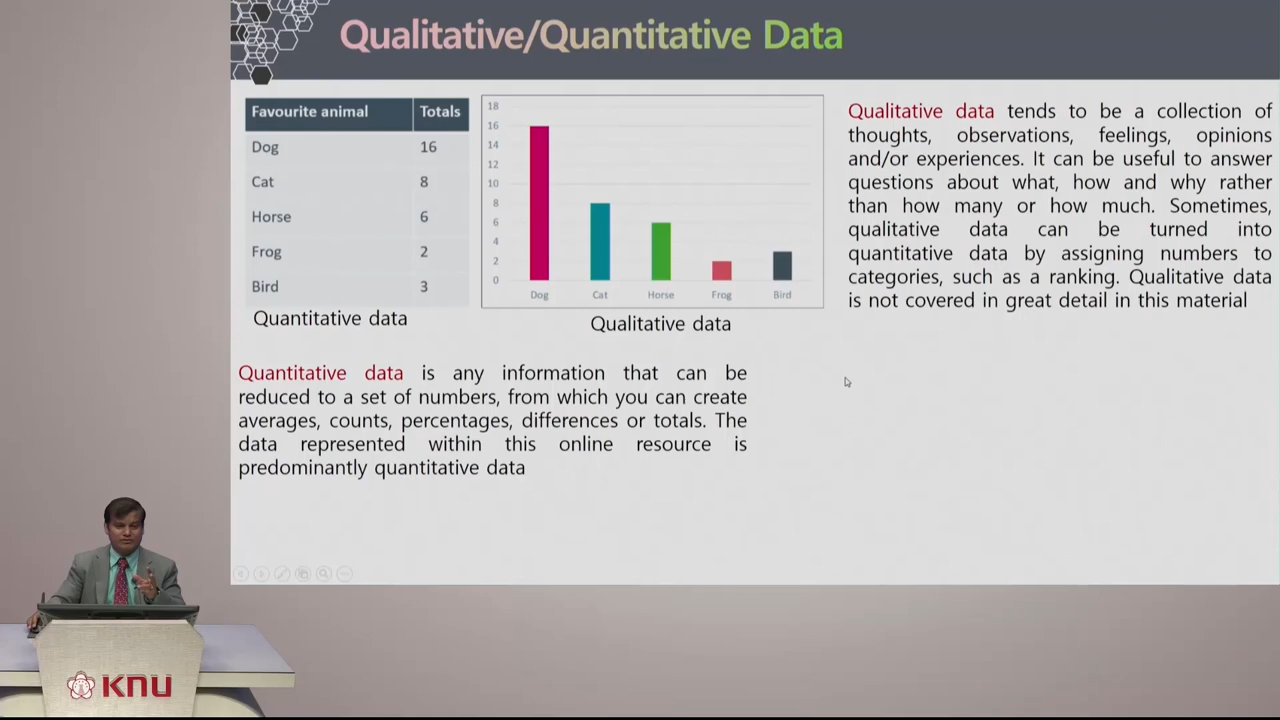 Qualitative/Quantitative Data
Favourite animal Totals
Dog 16
Cat 8
Horse 6
Frog 2
Bird 3
Quantitative data
18
16
14
12
10
8
6
4
2
0
Dog Cat Horse Frog Bird
Qualitative data
Qualitative data tends to be a collection of
thoughts, observations, feelings, opinions
and/or experiences. It can be useful to answer
questions about what, how and why rather
than how many or how much. Sometimes,
qualitative data can be turned into
quantitative data by assigning numbers to
categories, such as a ranking. Qualitative data
is not covered in great detail in this material
Quantitative data is any information that can be
reduced to a set of numbers, from which you can create
averages, counts, percentages, differences or totals. The
data represented within this online resource is
predominantly quantitative data
KNU